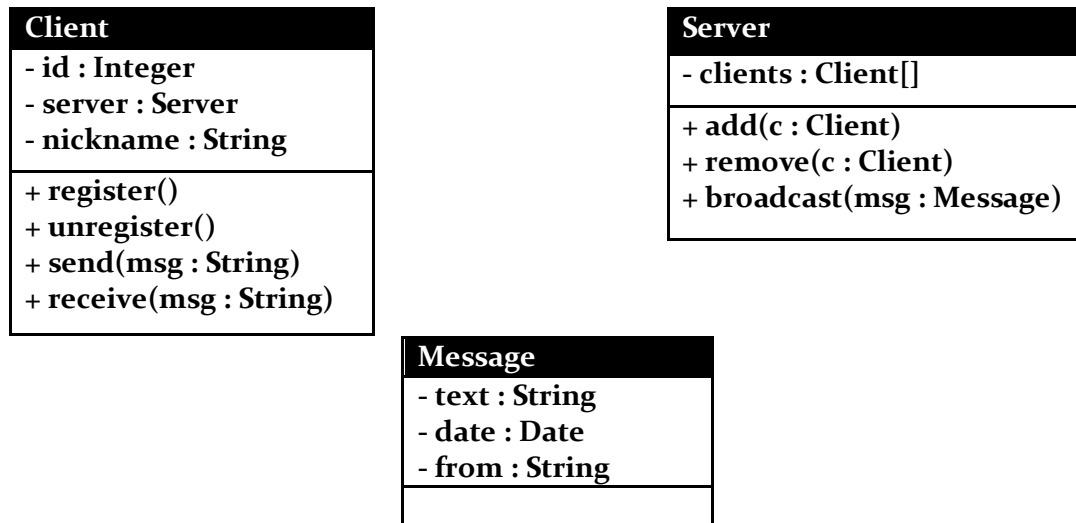 Client
- id : Integer
- server : Server
- nickname : String
+ register()
+ unregister()
+ send(msg : String)
+ receive(msg : String)
Server
- clients : Client[]
+ add(c : Client)
+ remove(c : Client)
+ broadcast(msg : Message)
Message
- text : String
- date : Date
- from : String